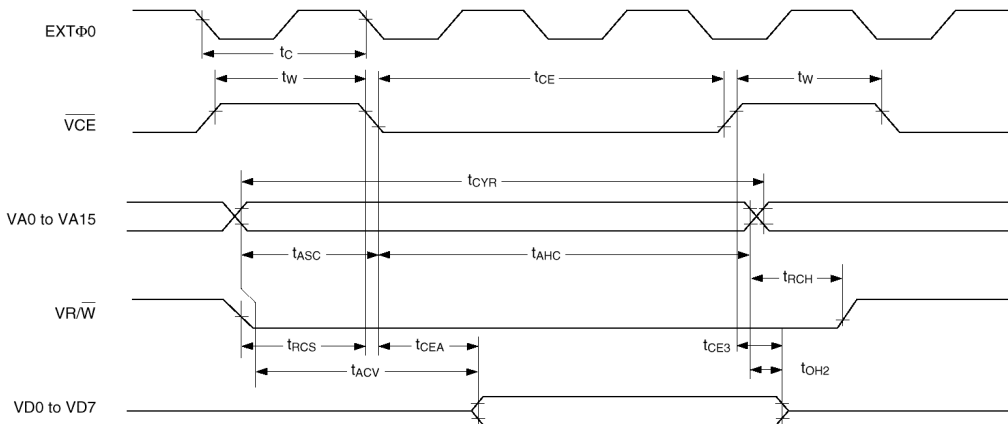 EXTΦ0
tC
tW
tCE
tW
V̅C̅E̅
tCYR
VA0 to VA15
tASC
tAHC
tRCH
VR/W̅
tRCS
tCEA
tCE3
tACV
tOH2
VD0 to VD7